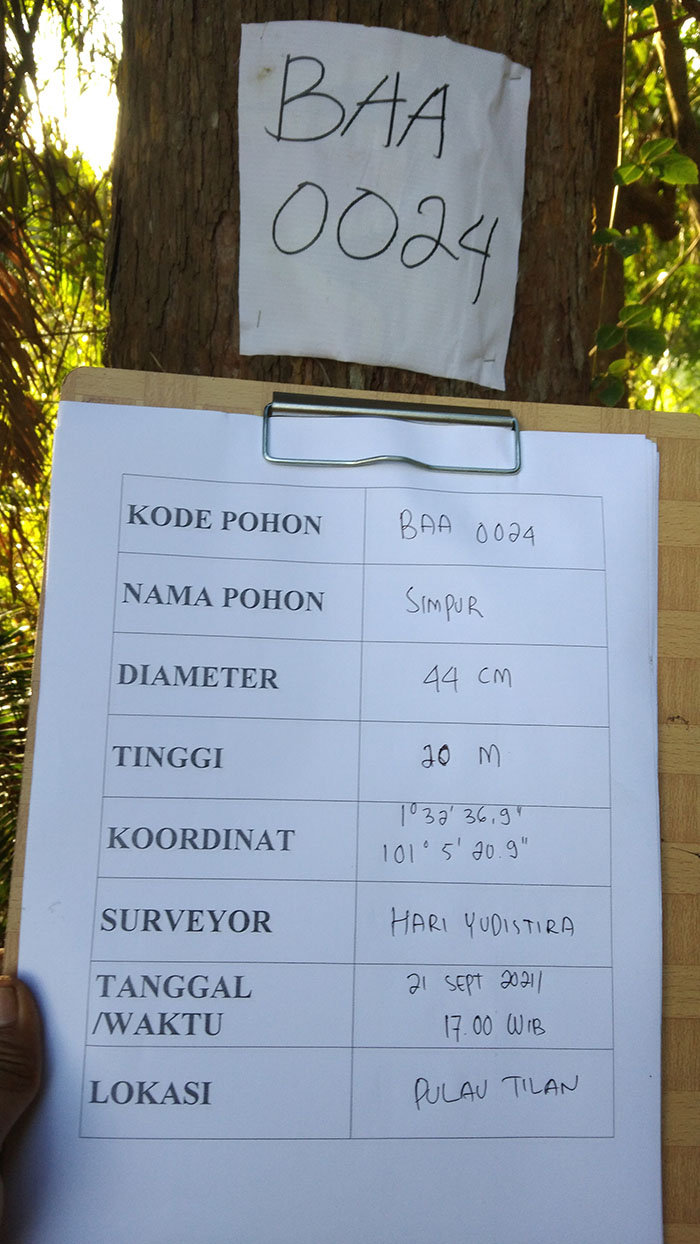 BAA
0024
KODE POHON BAA 0024
NAMA POHON SIMPUR
DIAMETER 44 CM
TINGGI 20 M
KOORDINAT 1° 32' 36,9"
101° 5' 20.9"
SURVEYOR HARI YUDISTIRA
TANGGAL 21 SEPT 2021/
/WAKTU 17.00 WIB
LOKASI PULAU TILAN